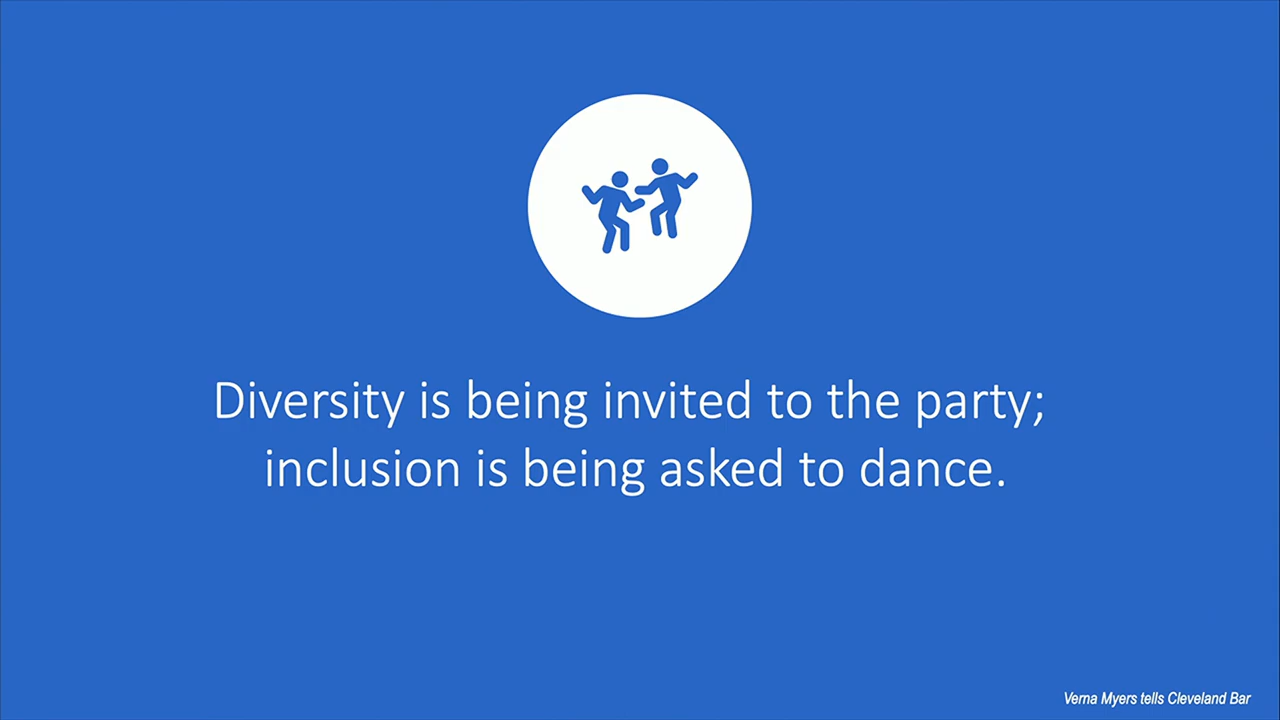 Diversity is being invited to the party;
inclusion is being asked to dance.
Verna Myers tells Cleveland Bar